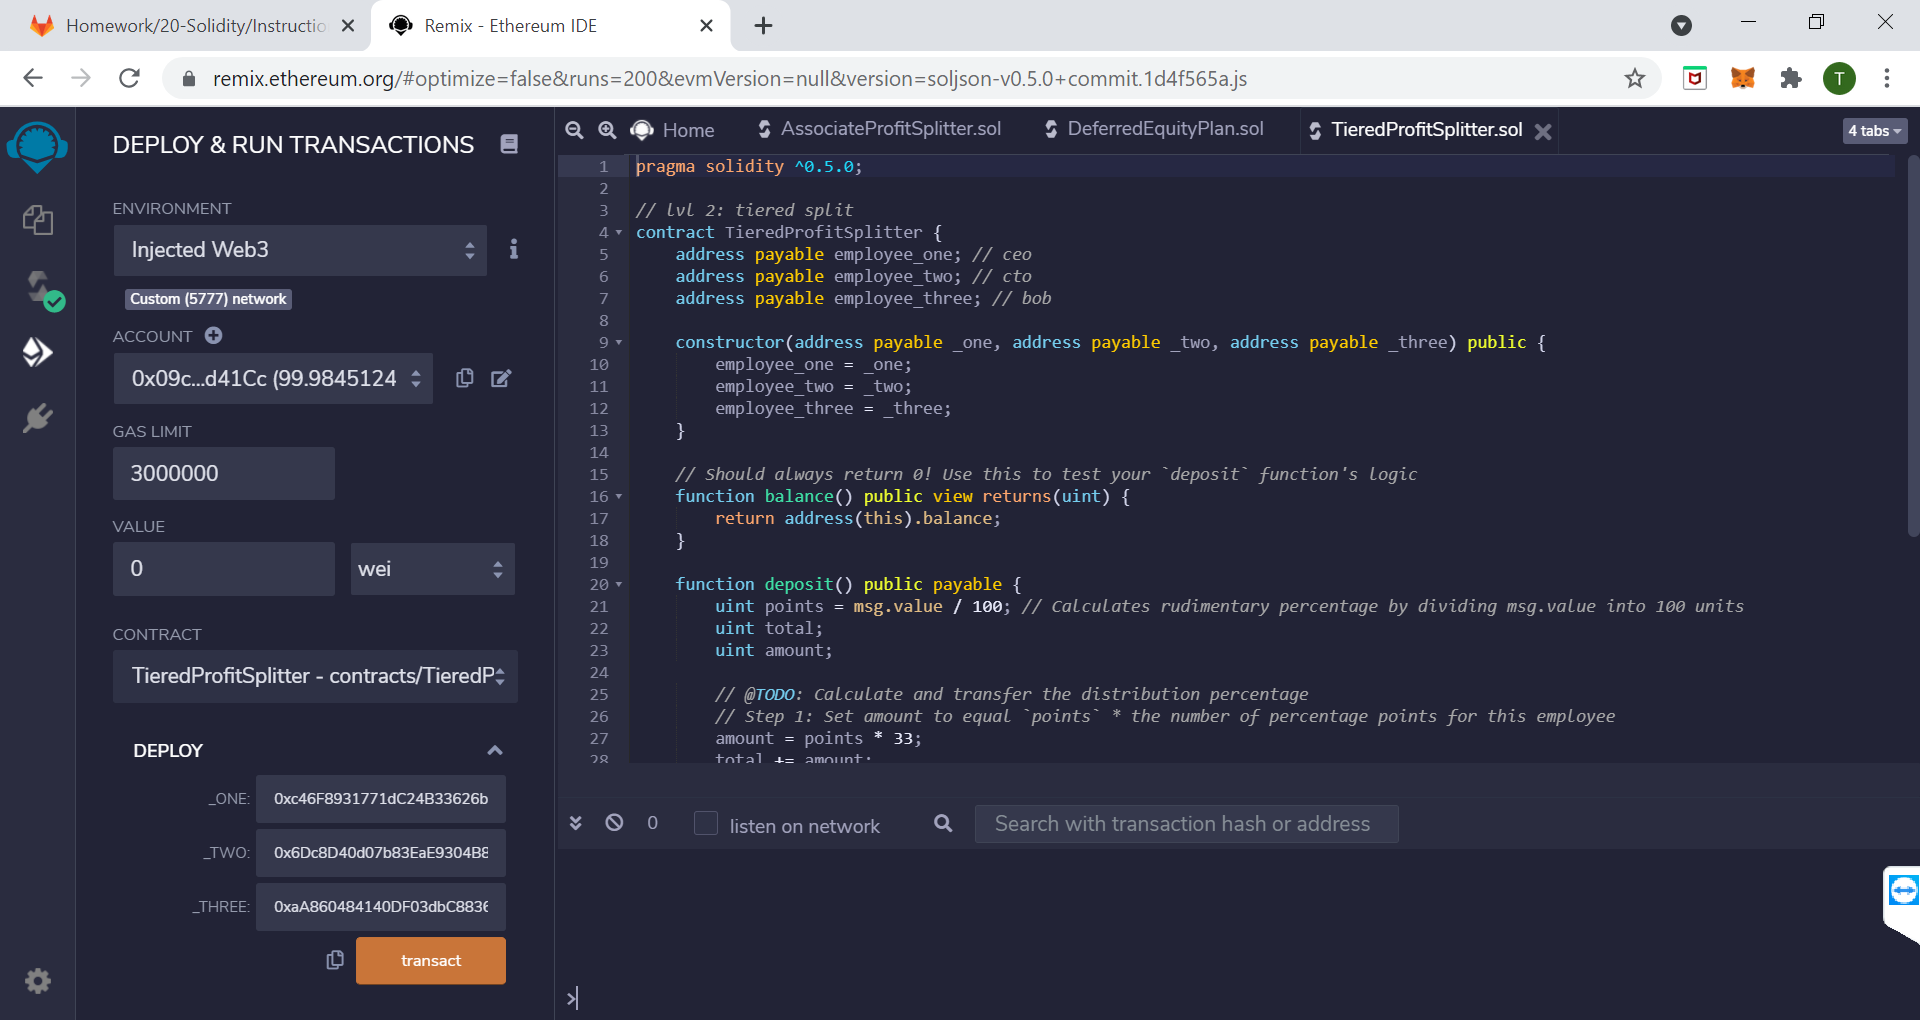 Homework/20-Solidity/Instructio
Remix - Ethereum IDE
remix.ethereum.org/#optimize=false&runs=200&evmVersion=null&version=soljson-v0.5.0+commit.1d4f565a.js
T
DEPLOY & RUN TRANSACTIONS
ENVIRONMENT
Injected Web3
Custom (5777) network
ACCOUNT
0x09c...d41Cc (99.9845124
GAS LIMIT
3000000
VALUE
0
wei
CONTRACT
TieredProfitSplitter - contracts/TieredP
DEPLOY
_ONE: 0xc46F8931771dC24B33626b
_TWO: 0x6Dc8D40d07b83EaE9304B8
_THREE: 0xaA860484140DF03dbC8836
transact
Home
AssociateProfitSplitter.sol
DeferredEquityPlan.sol
TieredProfitSplitter.sol
4 tabs
1 pragma solidity ^0.5.0;
2
3 // lvl 2: tiered split
4 contract TieredProfitSplitter {
5 address payable employee_one; // ceo
6 address payable employee_two; // cto
7 address payable employee_three; // bob
8
9 constructor(address payable _one, address payable _two, address payable _three) public {
10 employee_one = _one;
11 employee_two = _two;
12 employee_three = _three;
13 }
14
15 // Should always return 0! Use this to test your `deposit` function's logic
16 function balance() public view returns(uint) {
17 return address(this).balance;
18 }
19
20 function deposit() public payable {
21 uint points = msg.value / 100; // Calculates rudimentary percentage by dividing msg.value into 100 units
22 uint total;
23 uint amount;
24
25 // @TODO: Calculate and transfer the distribution percentage
26 // Step 1: Set amount to equal `points` * the number of percentage points for this employee
27 amount = points * 33;
28 total += amount;
0
listen on network
Search with transaction hash or address
>